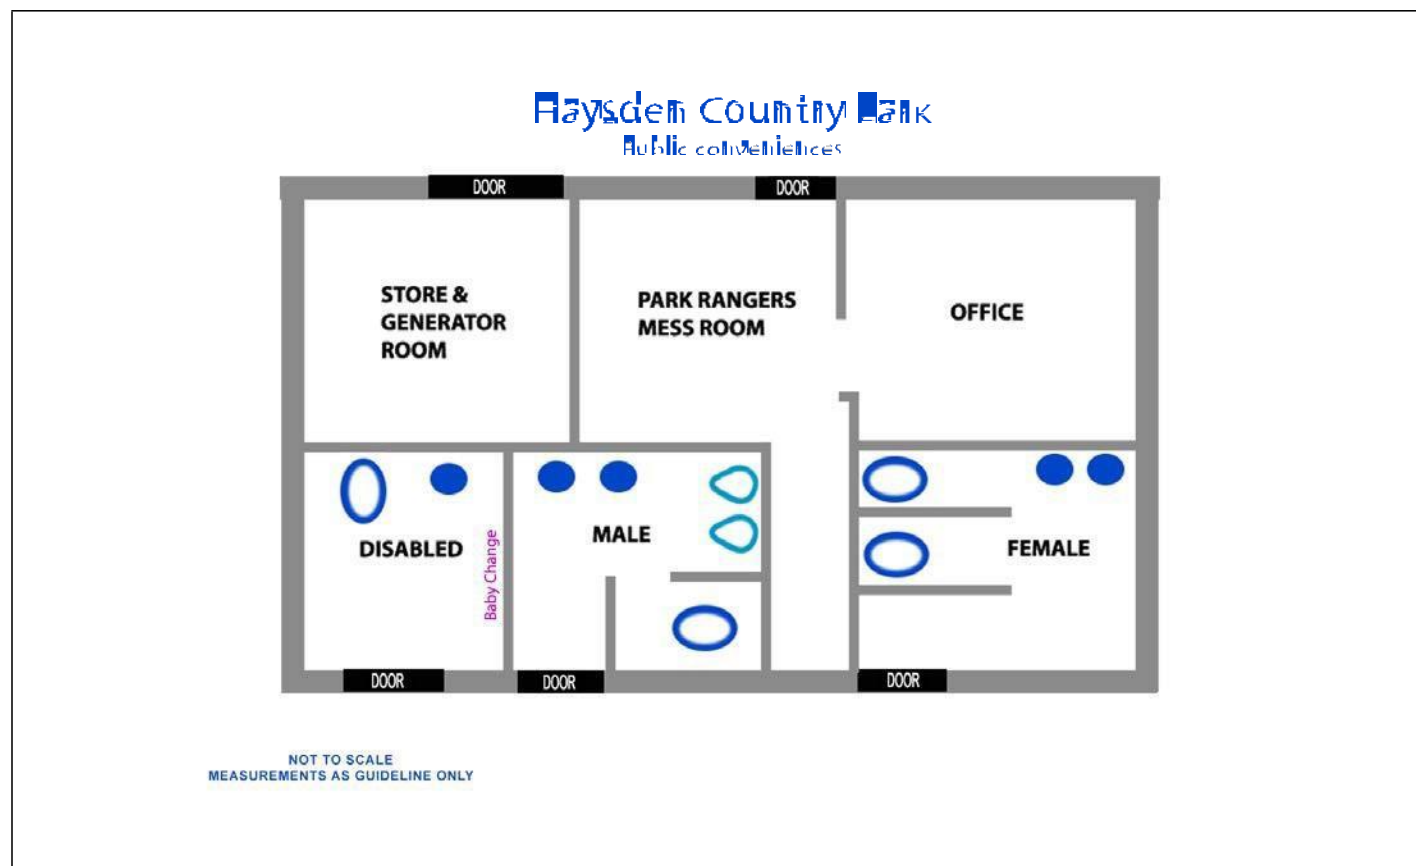 Haysden Country Park
Public conveniences
DOOR
DOOR
STORE &
GENERATOR
ROOM
PARK RANGERS
MESS ROOM
OFFICE
DISABLED
Baby Change
MALE
FEMALE
DOOR
DOOR
DOOR
NOT TO SCALE
MEASUREMENTS AS GUIDELINE ONLY